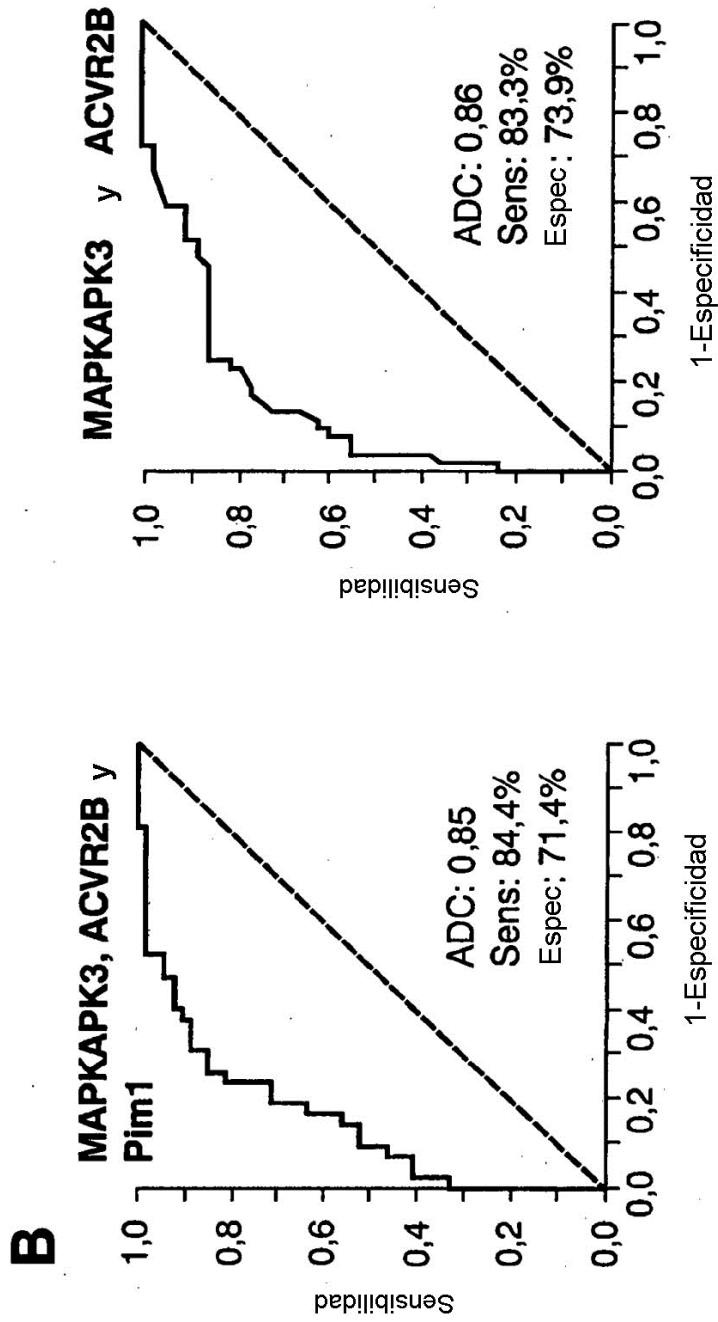 B
MAPKAPK3, ACVR2B y
Pim1
Sensibilidad
1,0
0,8
0,6
0,4
0,2
0,0
ADC: 0,85
Sens: 84,4%
Espec: 71,4%
0,0 0,2 0,4 0,6 0,8 1,0
1-Especificidad
MAPKAPK3 y ACVR2B
Sensibilidad
1,0
0,8
0,6
0,4
0,2
0,0
ADC: 0,86
Sens: 83,3%
Espec: 73,9%
0,0 0,2 0,4 0,6 0,8 1,0
1-Especificidad